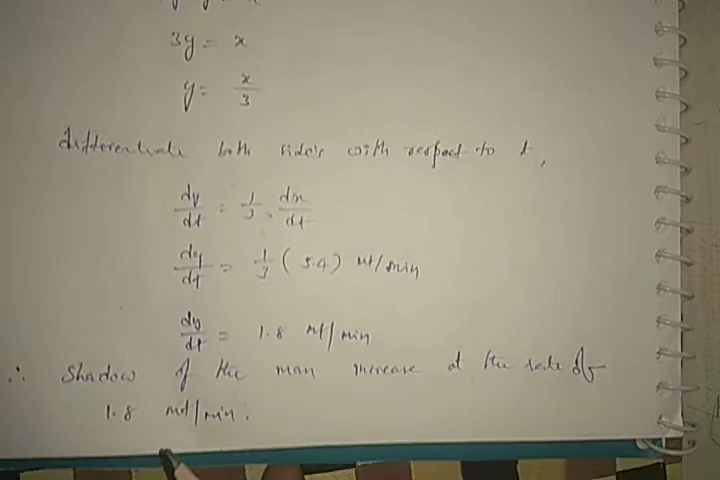 3y = x
y = x/3
differentiate both sides with respect to t,
dy/dt = 1/3 . dx/dt
dy/dt = 1/3 (5.4) mt/min
dy/dt = 1.8 mt/min
∴ Shadow of the man increase at the rate of
1.8 mt/min.